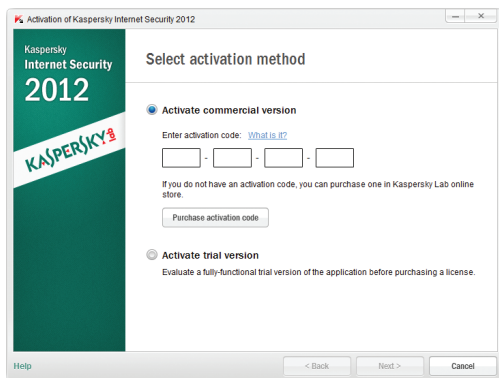 Activation of Kaspersky Internet Security 2012
Kaspersky
Internet Security
2012
KASPERSKY lab
Select activation method
Activate commercial version
Enter activation code: What is it?
- - -
If you do not have an activation code, you can purchase one in Kaspersky Lab online
store.
Purchase activation code
Activate trial version
Evaluate a fully-functional trial version of the application before purchasing a license.
Help
< Back
Next >
Cancel